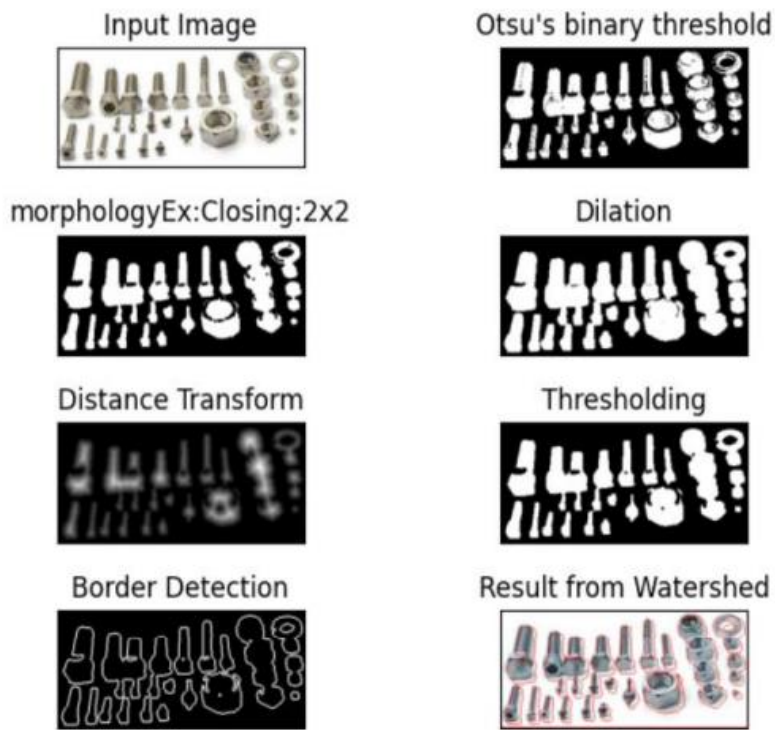 Input Image
Otsu's binary threshold
morphologyEx:Closing:2x2
Dilation
Distance Transform
Thresholding
Border Detection
Result from Watershed